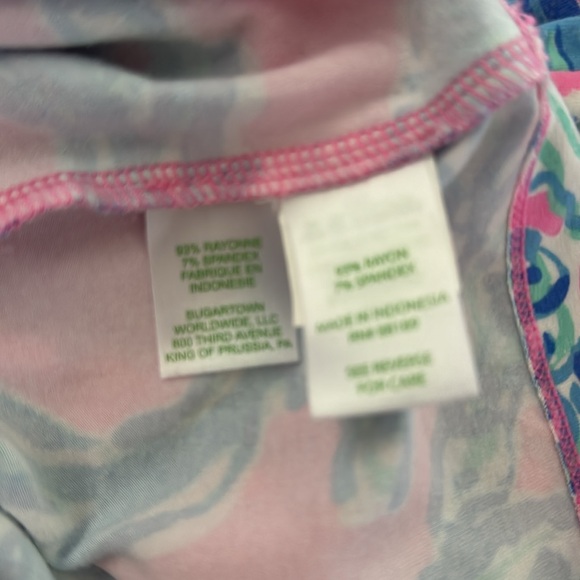 93% RAYONNE
7% SPANDEX
FABRIQUE EN
INDONESIE
SUGARTOWN
WORLDWIDE, LLC
800 THIRD AVENUE
KING OF PRUSSIA, PA
93% RAYON
7% SPANDEX
MADE IN INDONESIA
SEE REVERSE
FOR CARE